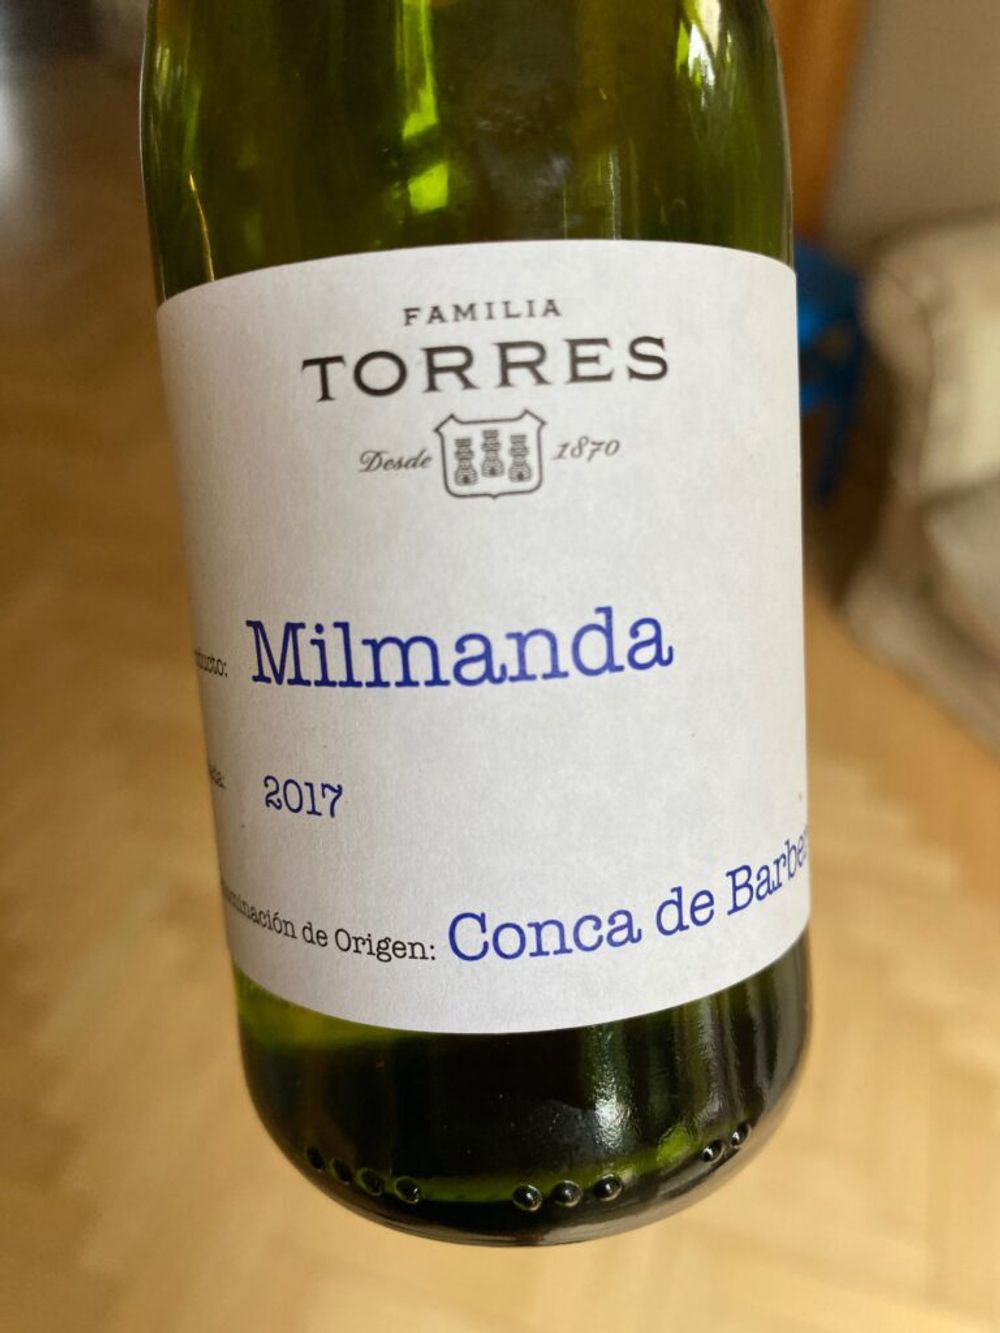 FAMILIA
TORRES
Desde 1870
Milmanda
2017
de Origen: Conca de